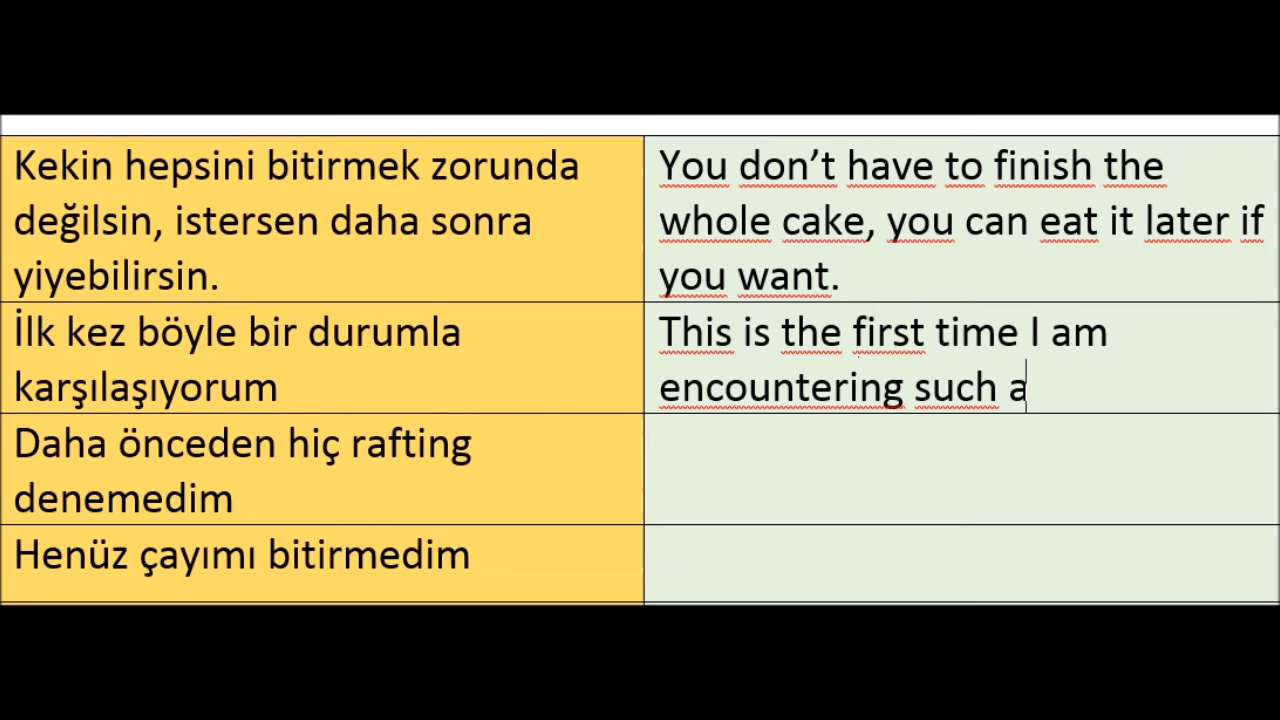 Kekin hepsini bitirmek zorunda
değilsin, istersen daha sonra
yiyebilirsin.
You don’t have to finish the
whole cake, you can eat it later if
you want.
İlk kez böyle bir durumla
karşılaşıyorum
This is the first time I am
encountering such a
Daha önceden hiç rafting
denemedim
Henüz çayımı bitirmedim